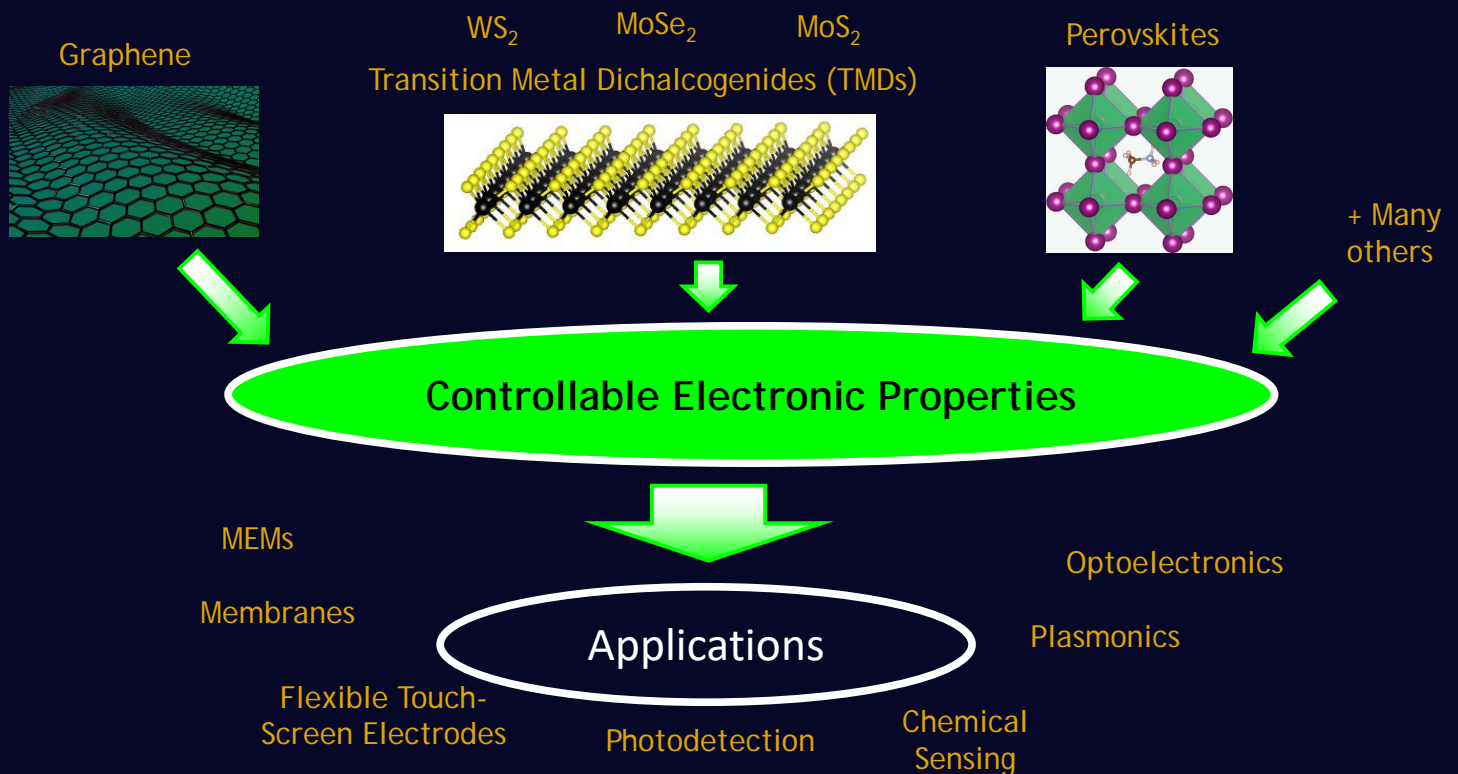 WS₂ MoSe₂ MoS₂
Graphene
Transition Metal Dichalcogenides (TMDs)
Perovskites
+ Many
others
Controllable Electronic Properties
MEMs
Membranes
Flexible Touch-
Screen Electrodes
Applications
Photodetection
Chemical
Sensing
Plasmonics
Optoelectronics